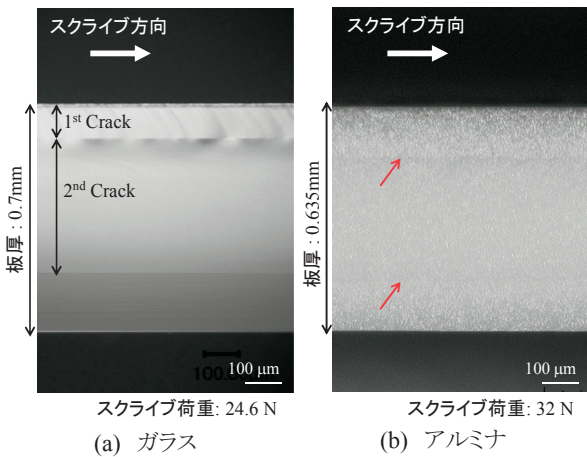 スクライブ方向
1st Crack
2nd Crack
板厚 : 0.7mm
100 μm
スクライブ荷重: 24.6 N
(a) ガラス
スクライブ方向
板厚 : 0.635mm
100 μm
スクライブ荷重: 32 N
(b) アルミナ